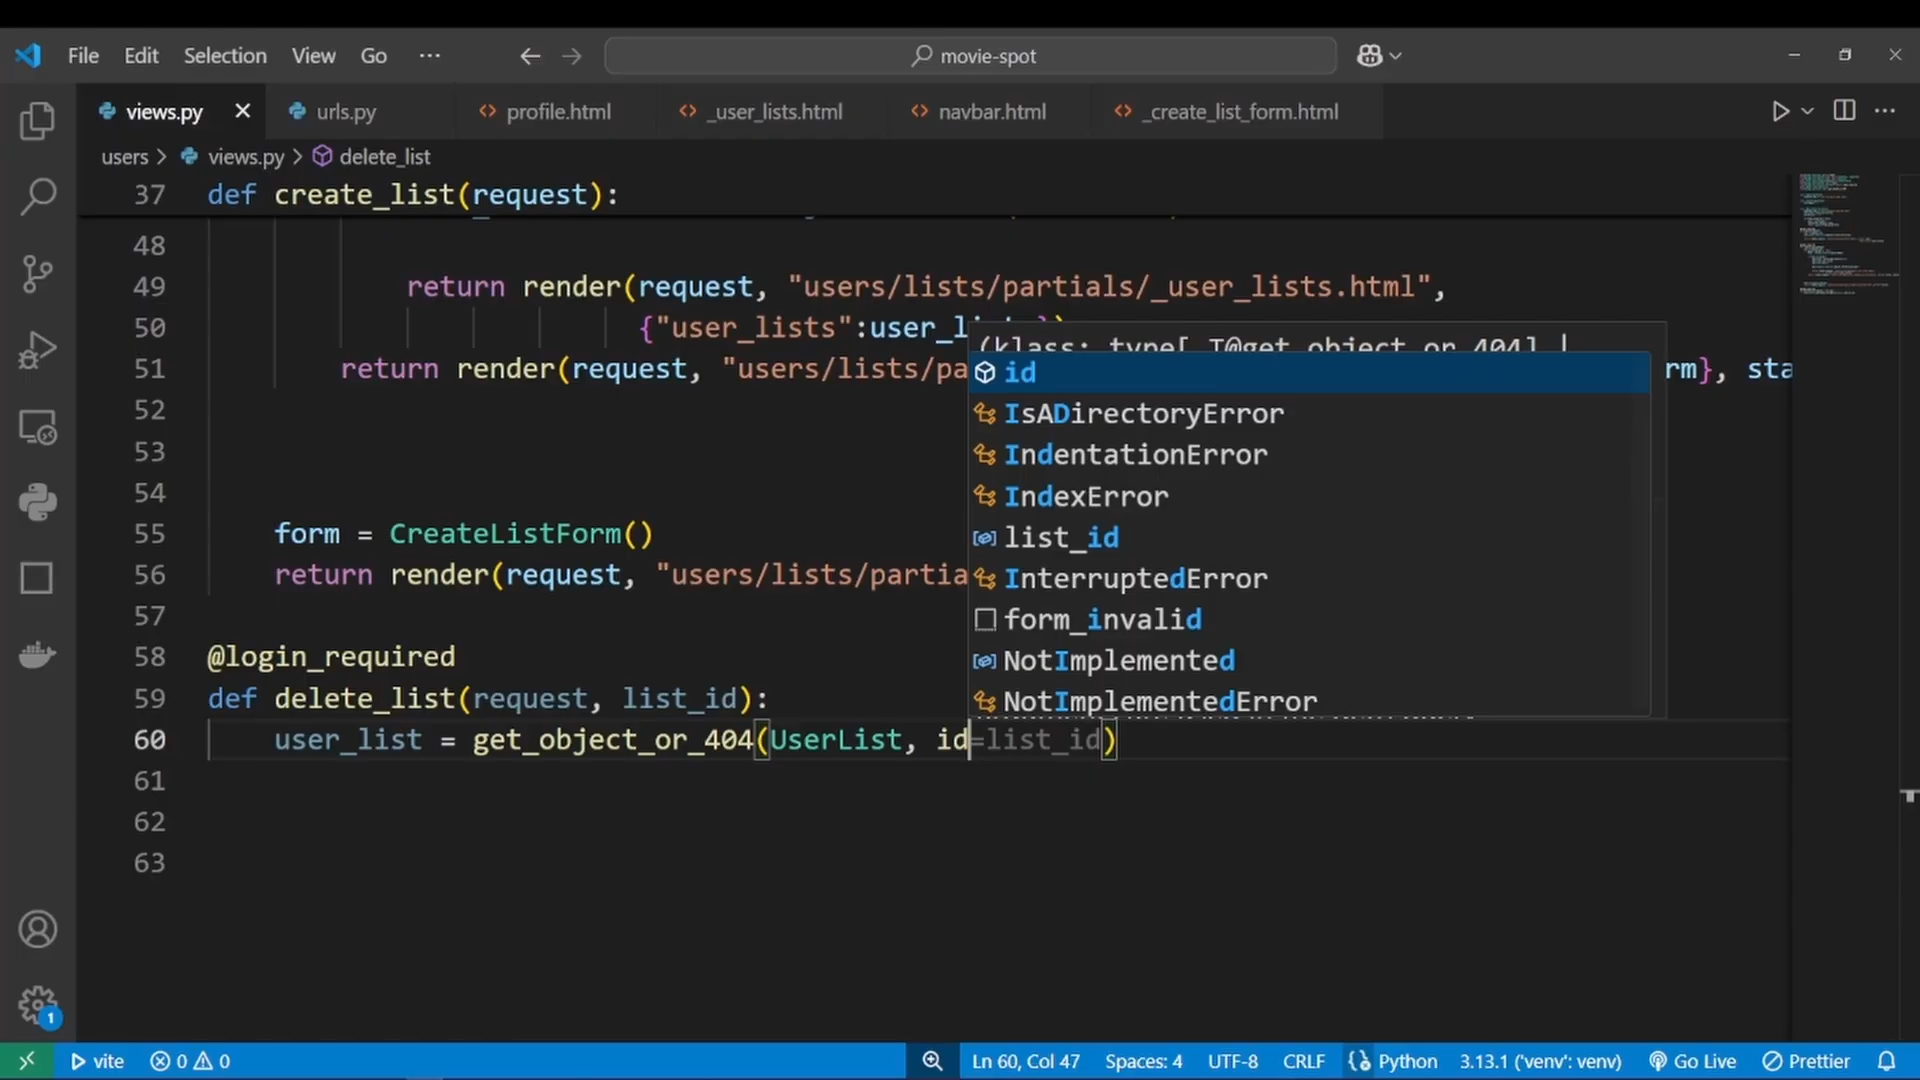 File Edit Selection View Go ··· movie-spot
views.py urls.py profile.html _user_lists.html navbar.html _create_list_form.html
users > views.py > delete_list
37 def create_list(request):
48
49 return render(request, "users/lists/partials/_user_lists.html",
50 {"user_lists":user_l
(klass: type[_T@get_object_or_404] |
51 return render(request, "users/lists/pa rm}, sta
id
52
IsADirectoryError
53
IndentationError
54
IndexError
55 form = CreateListForm()
list_id
56 return render(request, "users/lists/partia
InterruptedError
57
form_invalid
58 @login_required
NotImplemented
59 def delete_list(request, list_id):
NotImplementedError
60 user_list = get_object_or_404(UserList, id=list_id)
61
62
63
1
vite 0 0 Ln 60, Col 47 Spaces: 4 UTF-8 CRLF Python 3.13.1 ('venv': venv) Go Live Prettier